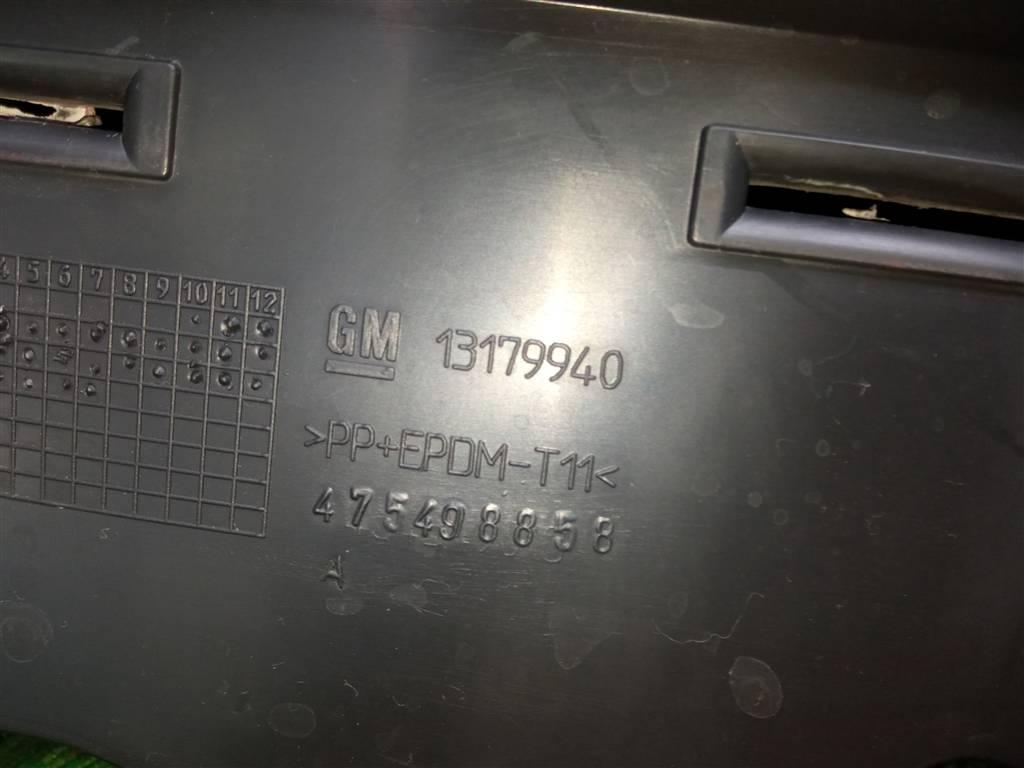 4 5 6 7 8 9 10 11 12
GM 13179940
>PP+EPDM-T11<
475498858
A